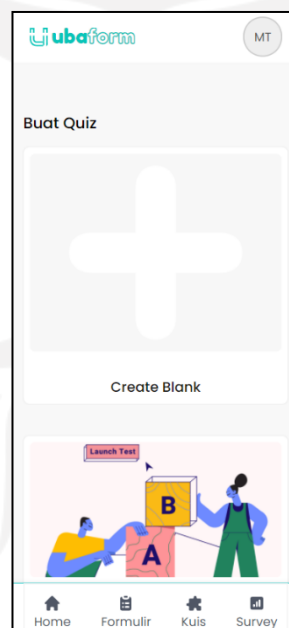 ubaform
MT
Buat Quiz
Create Blank
Launch Test
B
A
Home Formulir Kuis Survey